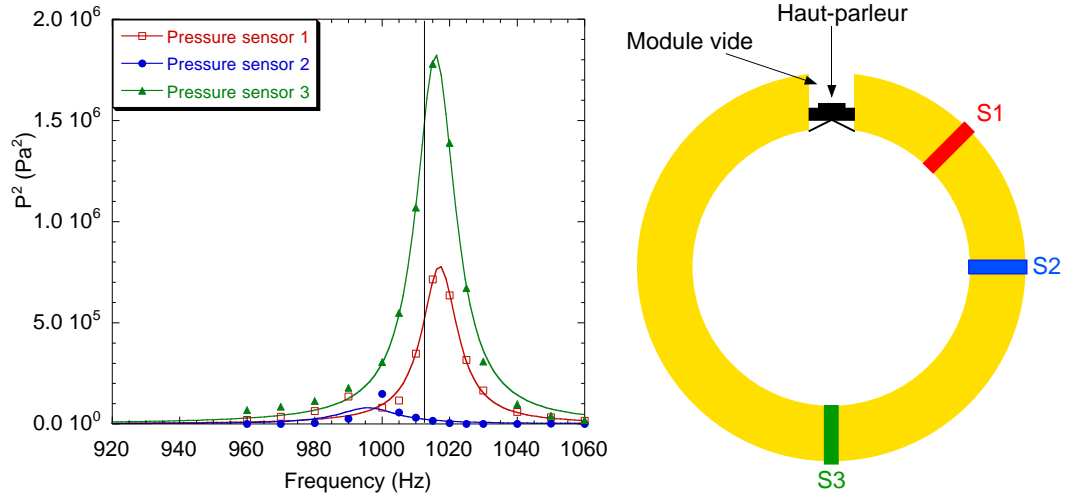 2.0 10⁶
1.5 10⁶
1.0 10⁶
5.0 10⁵
0.0 10⁰
P² (Pa²)
Pressure sensor 1
Pressure sensor 2
Pressure sensor 3
920 940 960 980 1000 1020 1040 1060
Frequency (Hz)
Haut-parleur
Module vide
S1
S2
S3